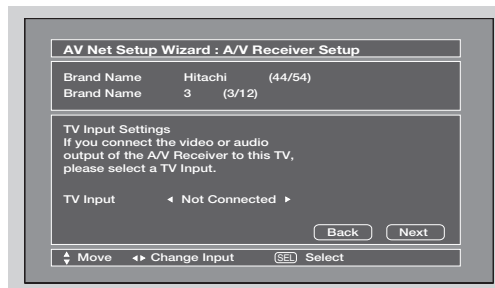 AV Net Setup Wizard : A/V Receiver Setup
Brand Name Hitachi (44/54)
Brand Name 3 (3/12)
TV Input Settings
If you connect the video or audio
output of the A/V Receiver to this TV,
please select a TV Input.
TV Input ◄ Not Connected ►
Back Next
Move Change Input SEL Select